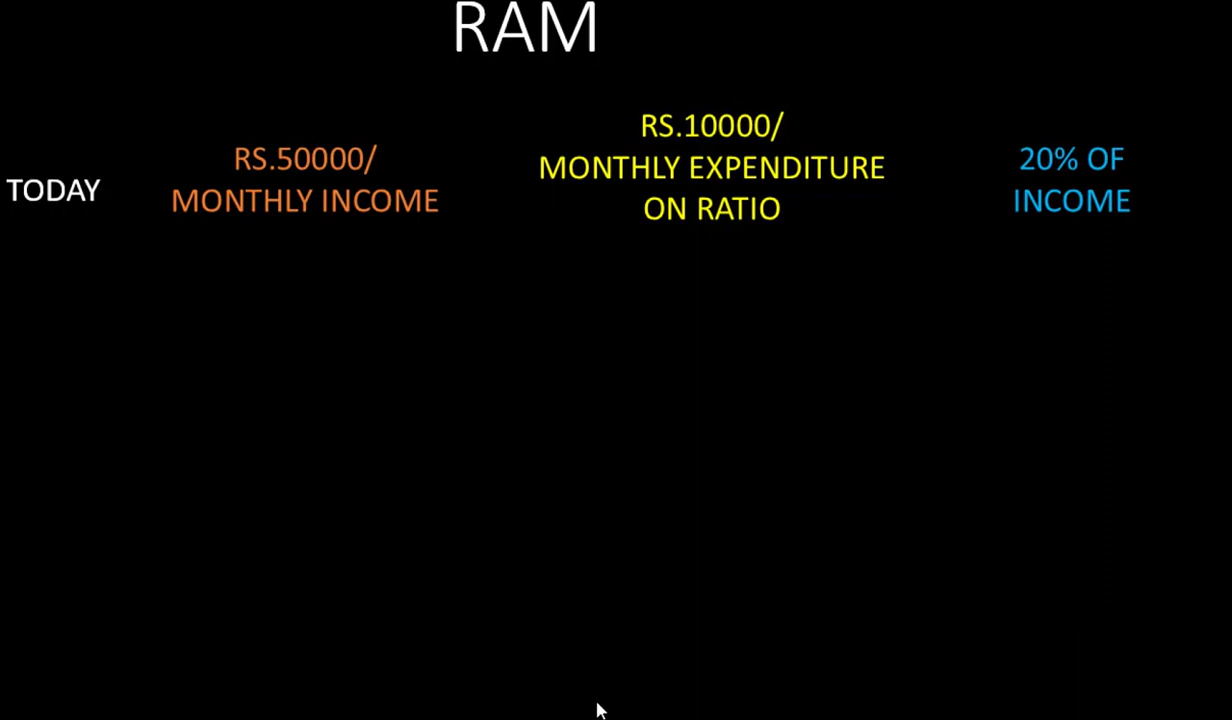 RAM
TODAY
RS.50000/
MONTHLY INCOME
RS.10000/
MONTHLY EXPENDITURE
ON RATIO
20% OF
INCOME